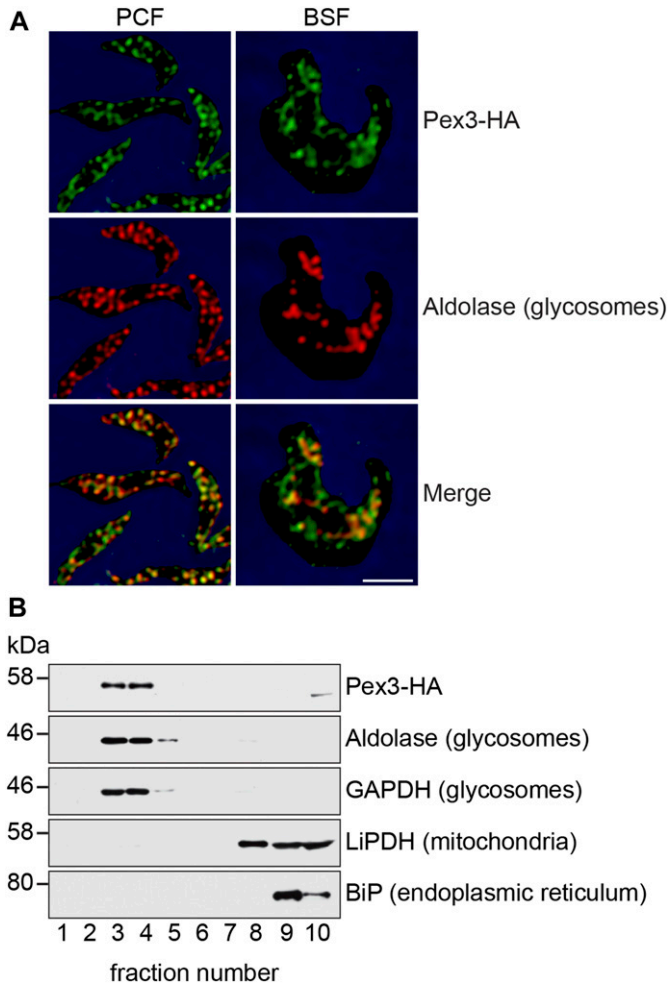 A
PCF
BSF
Pex3-HA
Aldolase (glycosomes)
Merge
B
kDa
58
Pex3-HA
46
Aldolase (glycosomes)
46
GAPDH (glycosomes)
58
LiPDH (mitochondria)
80
BiP (endoplasmic reticulum)
1 2 3 4 5 6 7 8 9 10
fraction number